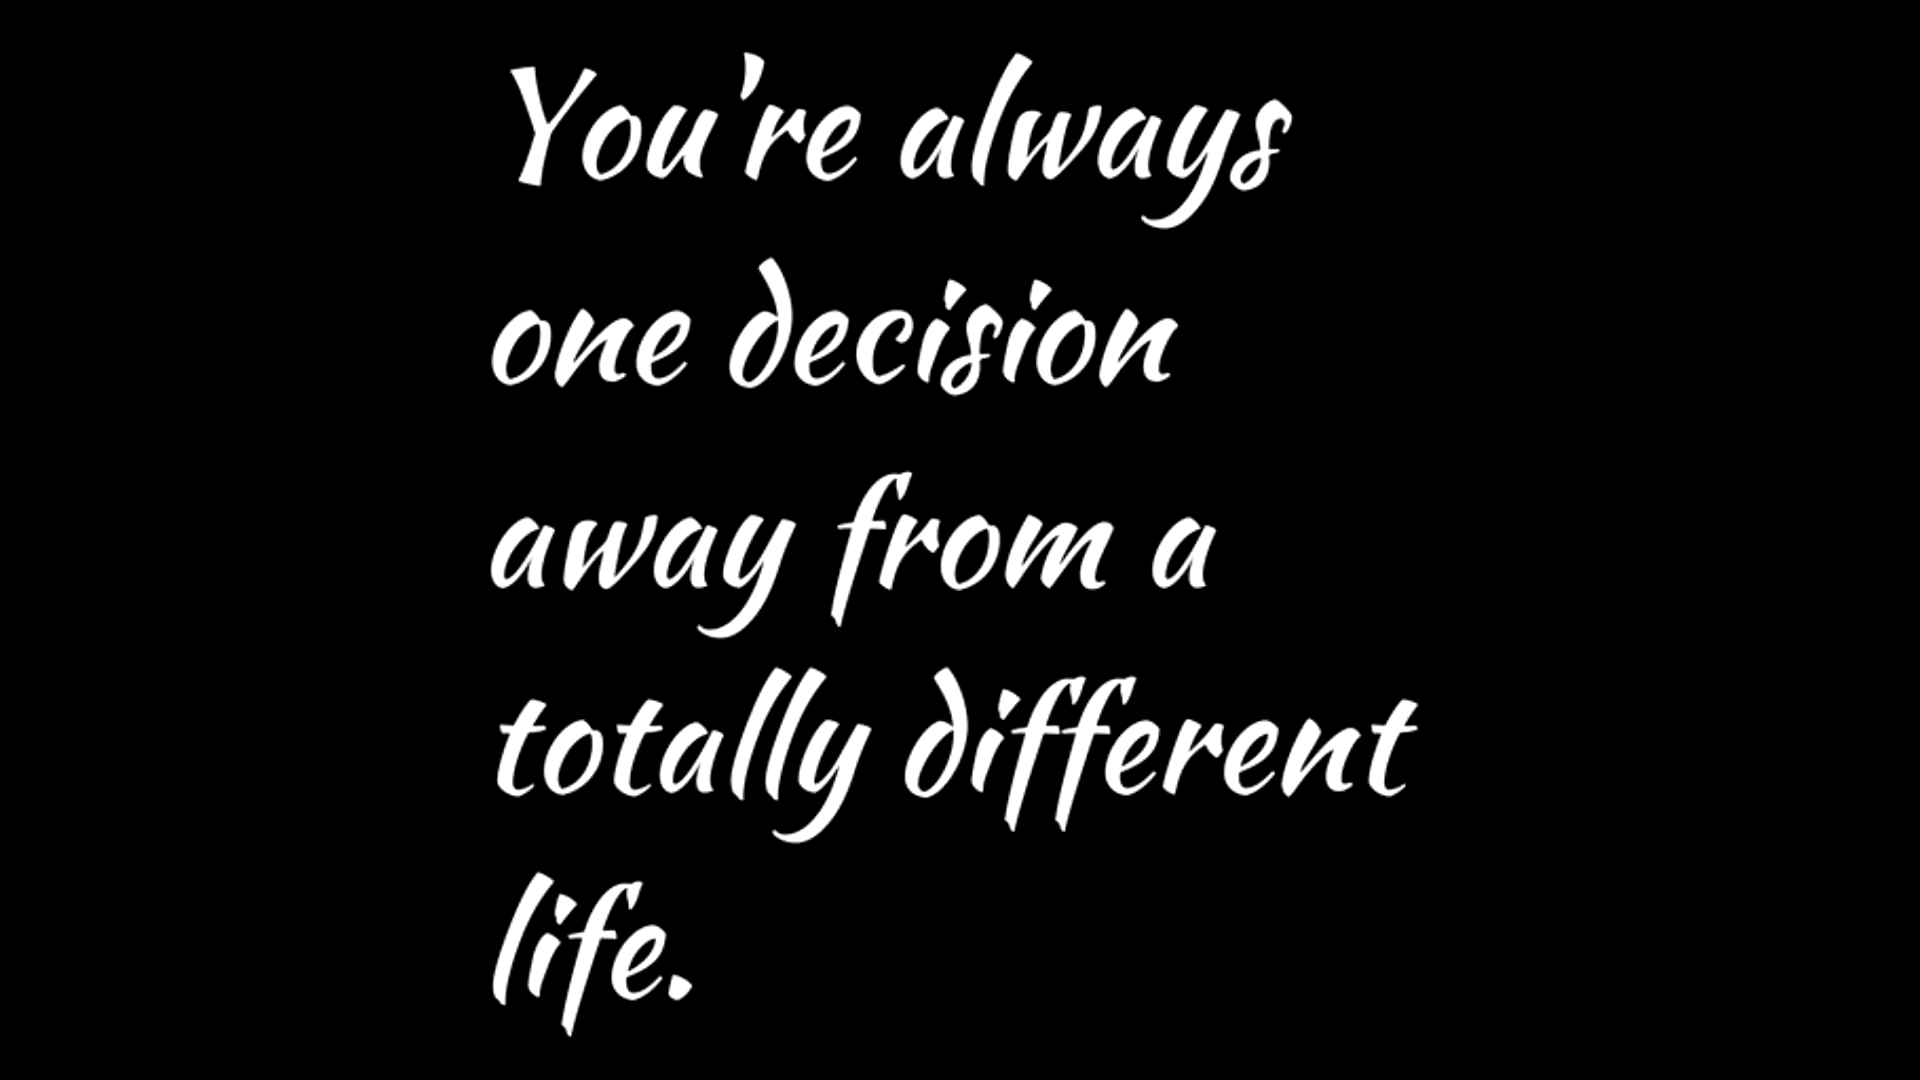 You're always
one decision
away from a
totally different
life.